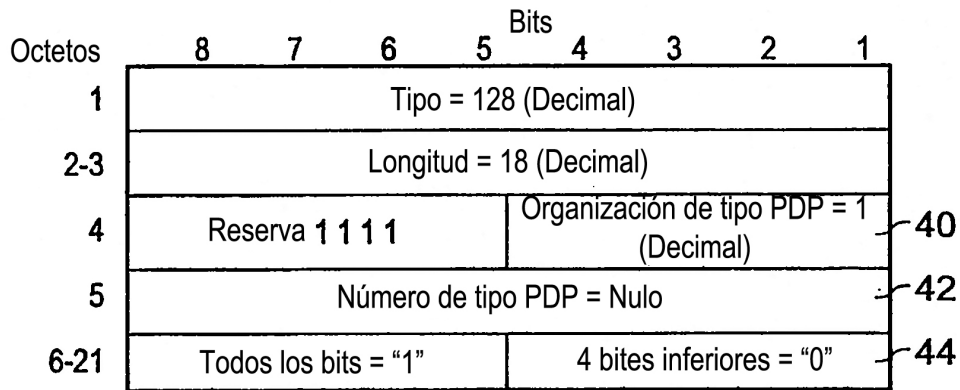 Bits
Octetos 8 7 6 5 4 3 2 1
1 Tipo = 128 (Decimal)
2-3 Longitud = 18 (Decimal)
4 Reserva 1 1 1 1 Organización de tipo PDP = 1 (Decimal) 40
5 Número de tipo PDP = Nulo 42
6-21 Todos los bits = “1” 4 bites inferiores = “0” 44